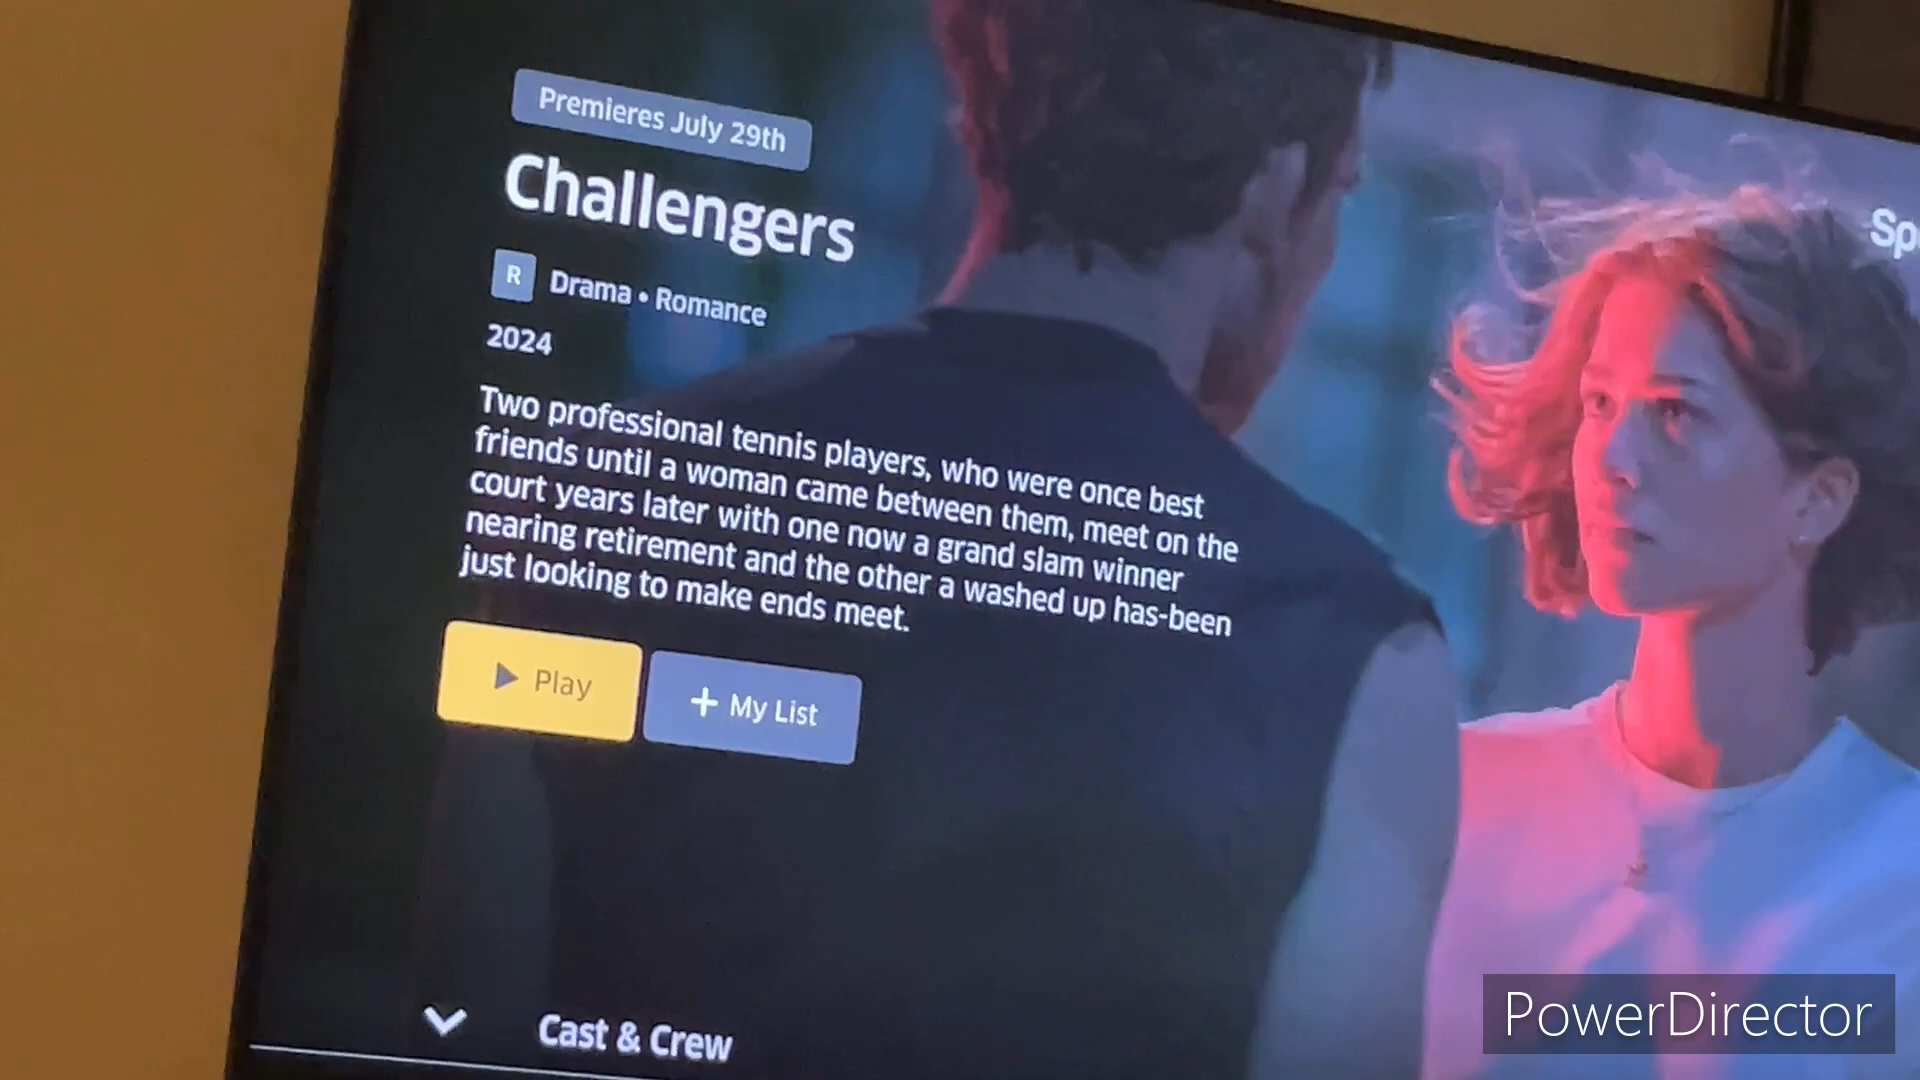 Premieres July 29th
Challengers
R Drama • Romance
2024
Two professional tennis players, who were once best
friends until a woman came between them, meet on the
court years later with one now a grand slam winner
nearing retirement and the other a washed up has-been
just looking to make ends meet.
Play + My List
Cast & Crew
PowerDirector